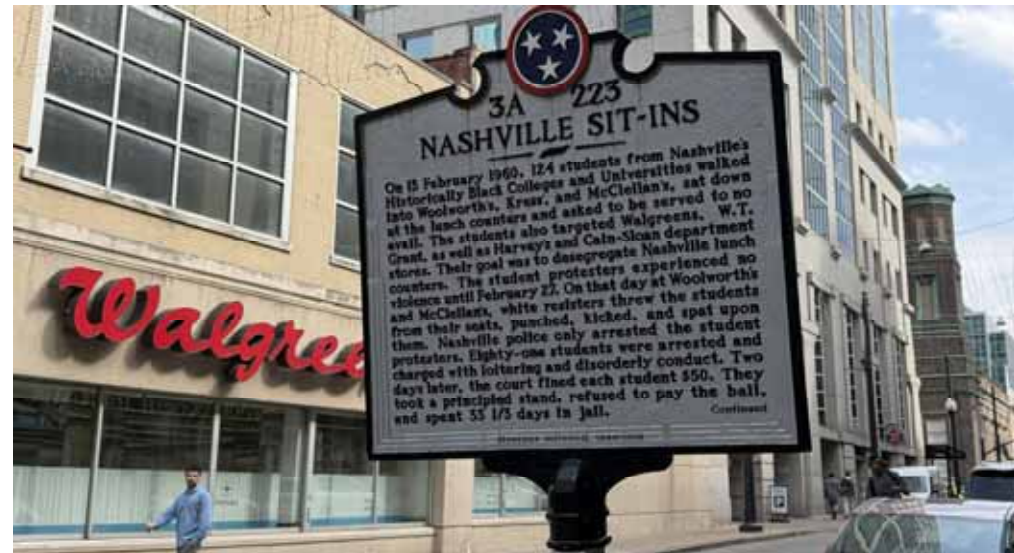 3A 223
NASHVILLE SIT-INS
On 13 February 1960, 124 students from Nashville's
Historically Black Colleges and Universities walked
into Woolworth's, Kress, and McClellan's, sat down
at the lunch counters and asked to be served to no
avail. The students also targeted Walgreens, W.T.
Grant, as well as Harvey's and Cain-Sloan department
stores. Their goal was to desegregate Nashville lunch
counters. The student protesters experienced no
violence until February 27. On that day at Woolworth's
and McClellan's, white resisters threw the students
from their seats, punched, kicked, and spat upon
them. Nashville police only arrested the student
protesters. Eighty-one students were arrested and
charged with loitering and disorderly conduct. Two
days later, the court fined each student $50. They
took a principled stand, refused to pay the bail,
and spent 33 1/3 days in jail.
Continued
Walgree